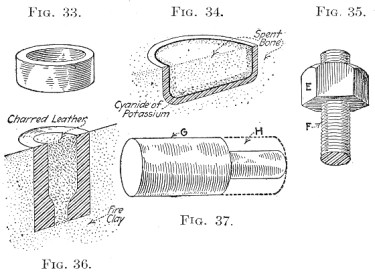 FIG. 33.
FIG. 34.
FIG. 35.
Spent
Bone
Cyanide of
Potassium
E
F
Charred Leather
G
H
Fire
Clay
FIG. 37.
FIG. 36.